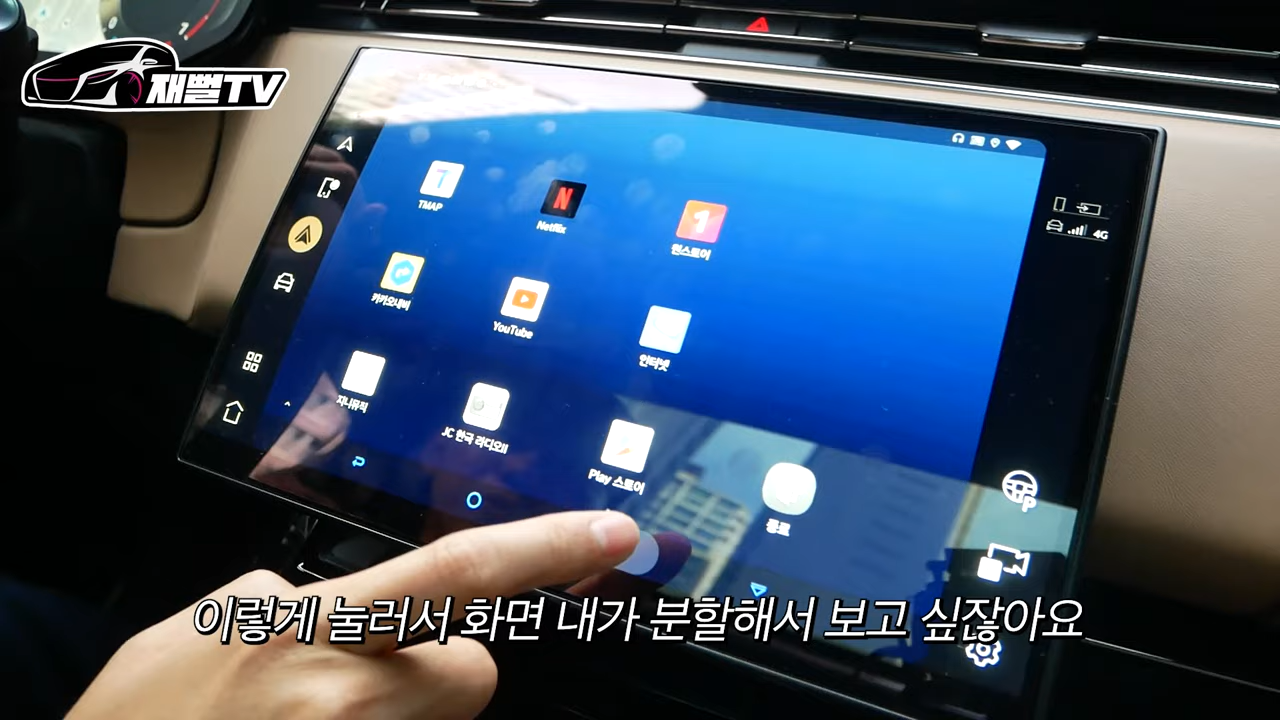 재뻘TV
TMAP
Netflix
원스토어
4G
카카오내비
YouTube
인터넷
지니뮤직
JC 한국 라디오II
Play 스토어
종료
P
이렇게 눌러서 화면 내가 분할해서 보고 싶잖아요